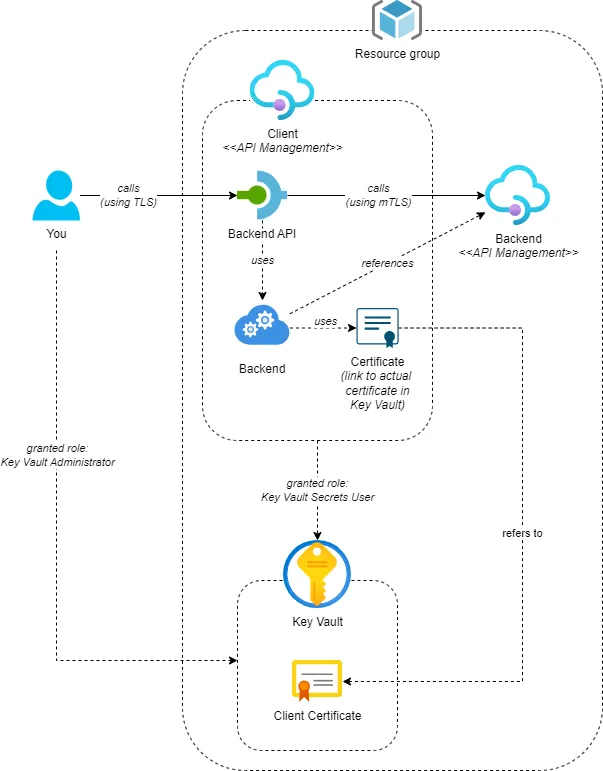 Resource group
Client
<<API Management>>
calls
(using TLS)
calls
(using mTLS)
You
Backend API
Backend
<<API Management>>
uses
references
uses
Backend
Certificate
(link to actual
certificate in
Key Vault)
granted role:
Key Vault Administrator
granted role:
Key Vault Secrets User
refers to
Key Vault
Client Certificate